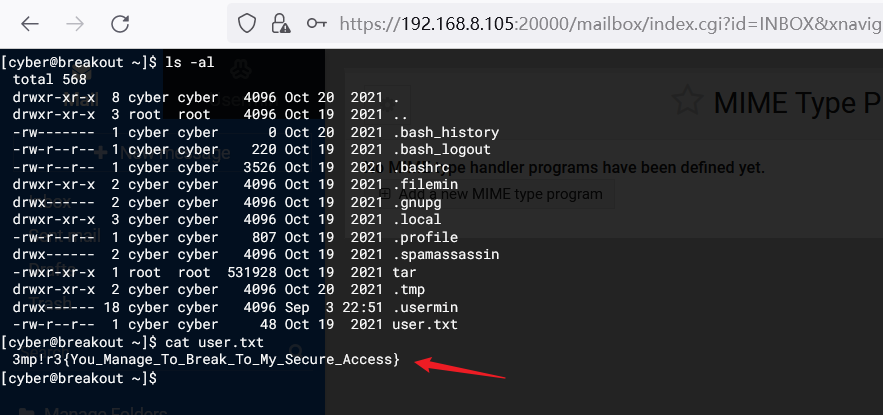 https://192.168.8.105:20000/mailbox/index.cgi?id=INBOX&xnavig
[cyber@breakout ~]$ ls -al
total 568
drwxr-xr-x 8 cyber cyber 4096 Oct 20 2021 .
drwxr-xr-x 3 root root 4096 Oct 19 2021 ..
-rw------- 1 cyber cyber 0 Oct 20 2021 .bash_history
-rw-r--r-- 1 cyber cyber 220 Oct 19 2021 .bash_logout
-rw-r--r-- 1 cyber cyber 3526 Oct 19 2021 .bashrc
drwxr-xr-x 2 cyber cyber 4096 Oct 19 2021 .filemin
drwx------ 2 cyber cyber 4096 Oct 19 2021 .gnupg
drwxr-xr-x 3 cyber cyber 4096 Oct 19 2021 .local
-rw-r--r-- 1 cyber cyber 807 Oct 19 2021 .profile
drwx------ 2 cyber cyber 4096 Oct 19 2021 .spamassassin
-rwxr-xr-x 1 root root 531928 Oct 19 2021 tar
drwxr-xr-x 2 cyber cyber 4096 Oct 20 2021 .tmp
drwx------ 18 cyber cyber 4096 Sep 3 22:51 .usermin
-rw-r--r-- 1 cyber cyber 48 Oct 19 2021 user.txt
[cyber@breakout ~]$ cat user.txt
3mp!r3{You_Manage_To_Break_To_My_Secure_Access}
[cyber@breakout ~]$
Mail
New message
Sent mail
Trash
Manage Folders
MIME Type P
MIME type handler programs have been defined yet.
Add a new MIME type program